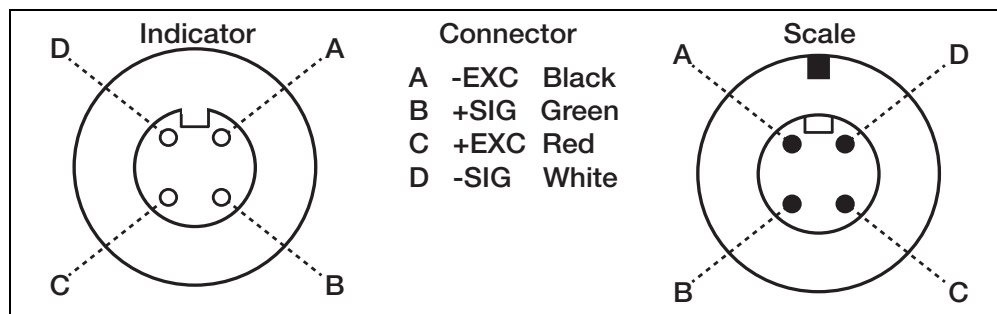 Indicator
D
A
C
B
Connector
A -EXC Black
B +SIG Green
C +EXC Red
D -SIG White
Scale
A
D
B
C